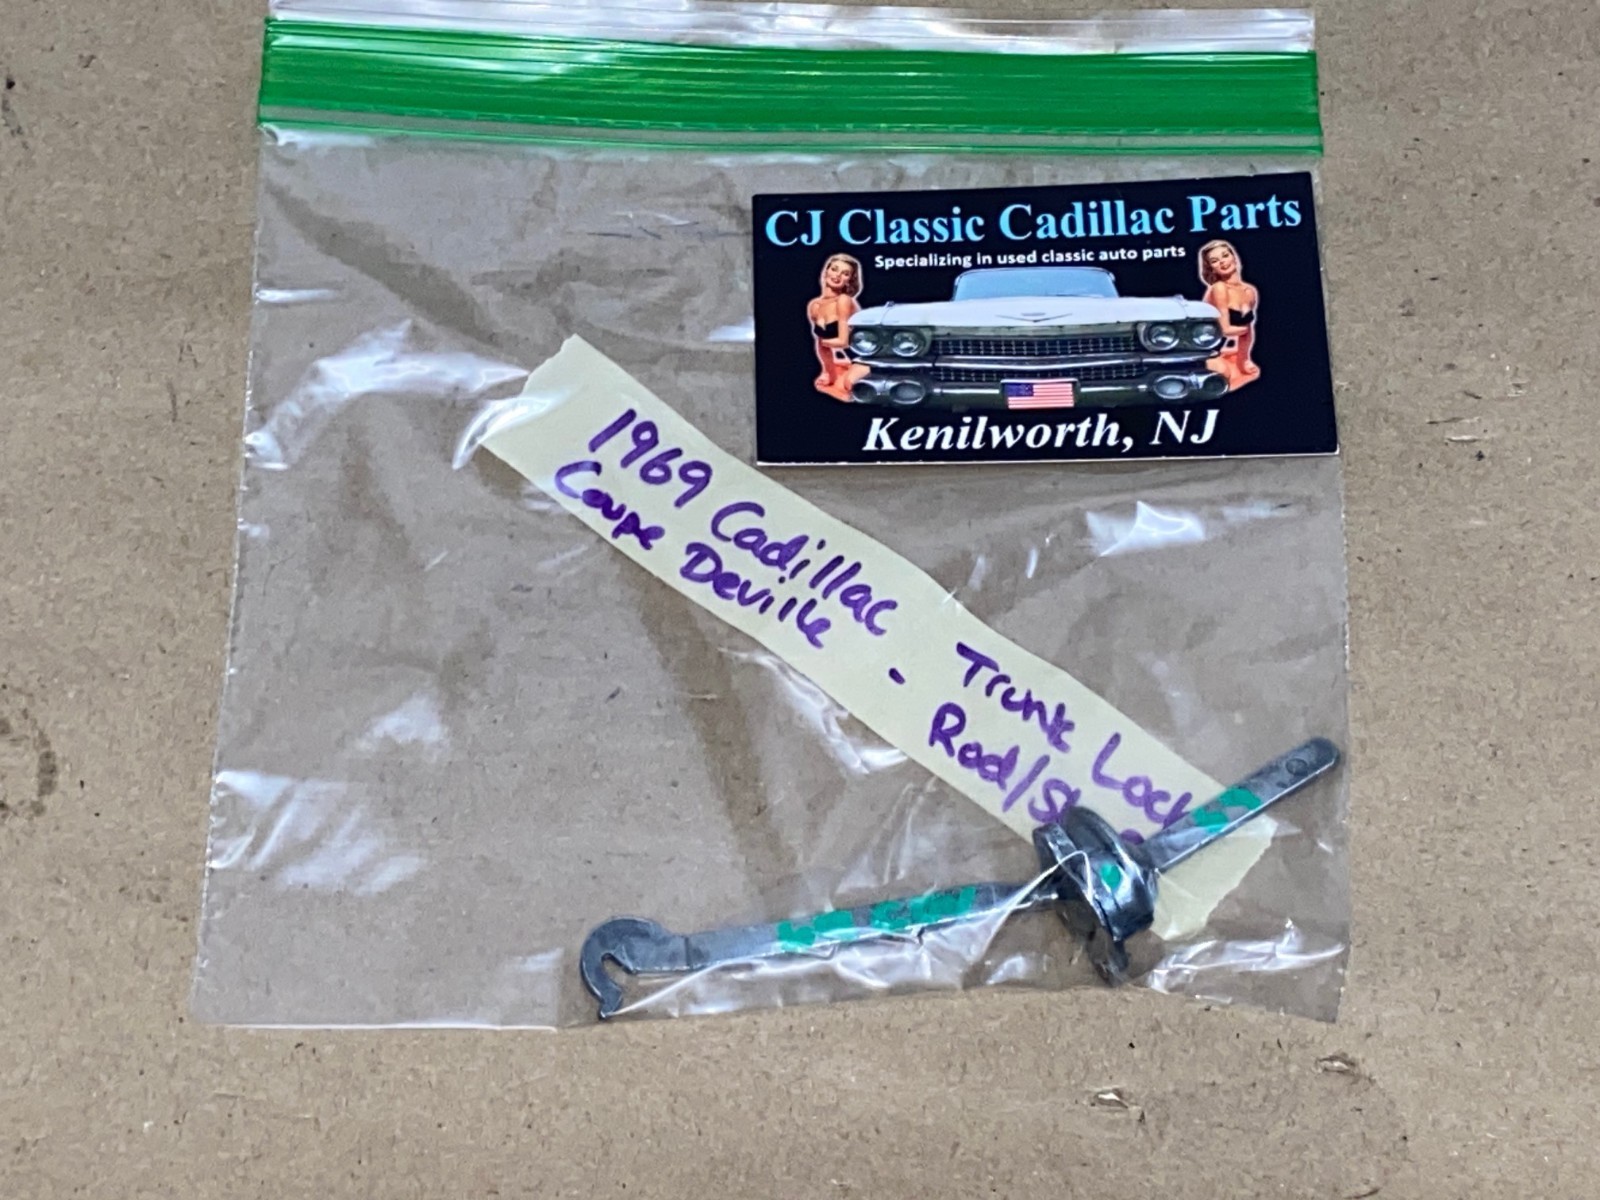 CJ Classic Cadillac Parts
Specializing in used classic auto parts
Kenilworth, NJ
1969 Cadillac
Coupe Deville -
Trunk Lock
Rod/